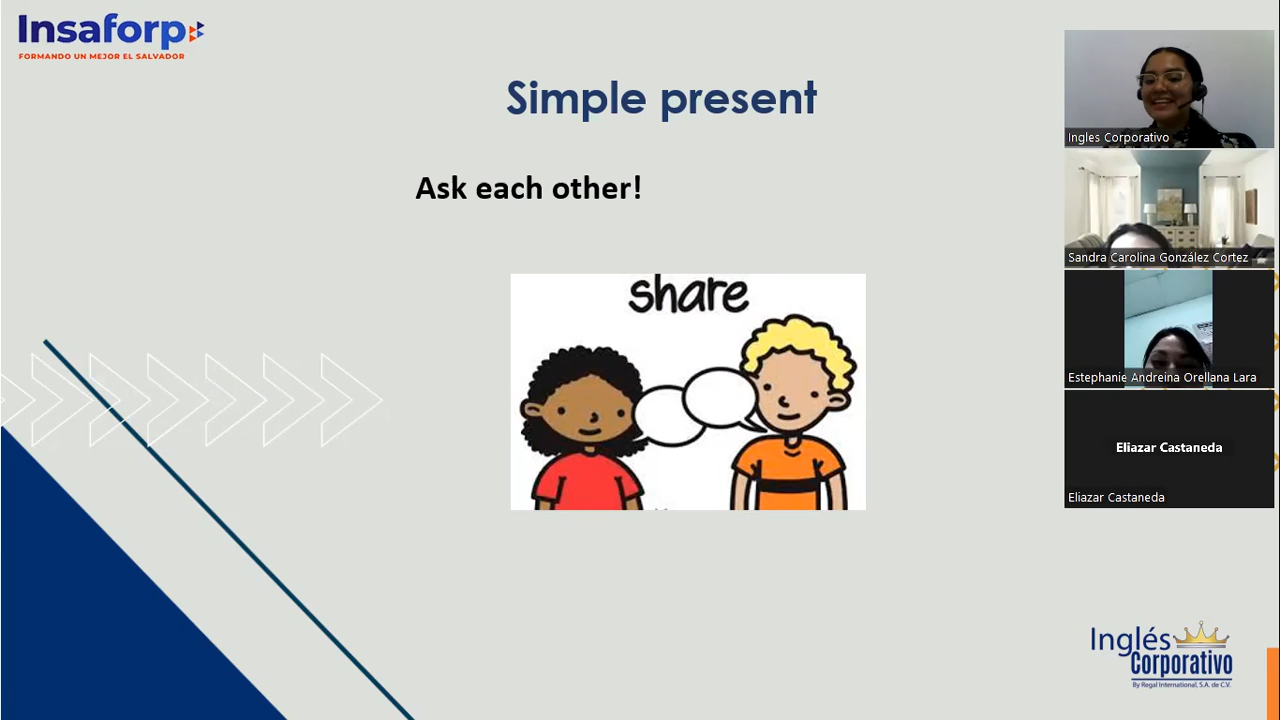 Insaforp
FORMANDO UN MEJOR EL SALVADOR
Simple present
Ask each other!
share
Ingles Corporativo
Sandra Carolina González Cortez
Estephanie Andreina Orellana Lara
Eliazar Castaneda
Eliazar Castaneda
Inglés
Corporativo
By Regal International, S.A. de C.V.